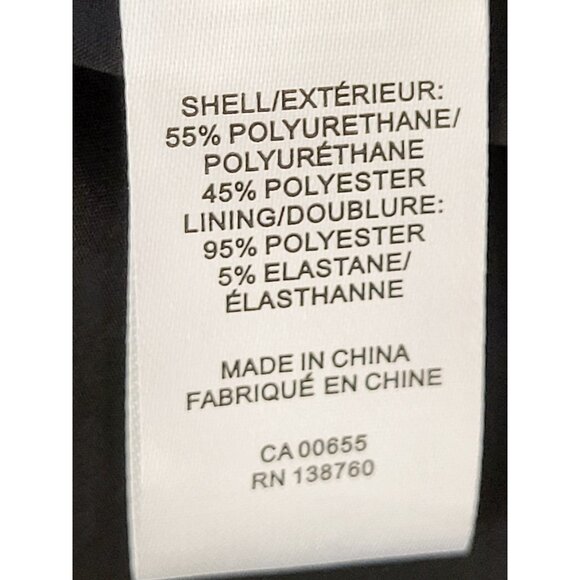 SHELL/EXTÉRIEUR:
55% POLYURETHANE/
POLYURÉTHANE
45% POLYESTER
LINING/DOUBLURE:
95% POLYESTER
5% ELASTANE/
ÉLASTHANNE
MADE IN CHINA
FABRIQUÉ EN CHINE
CA 00655
RN 138760